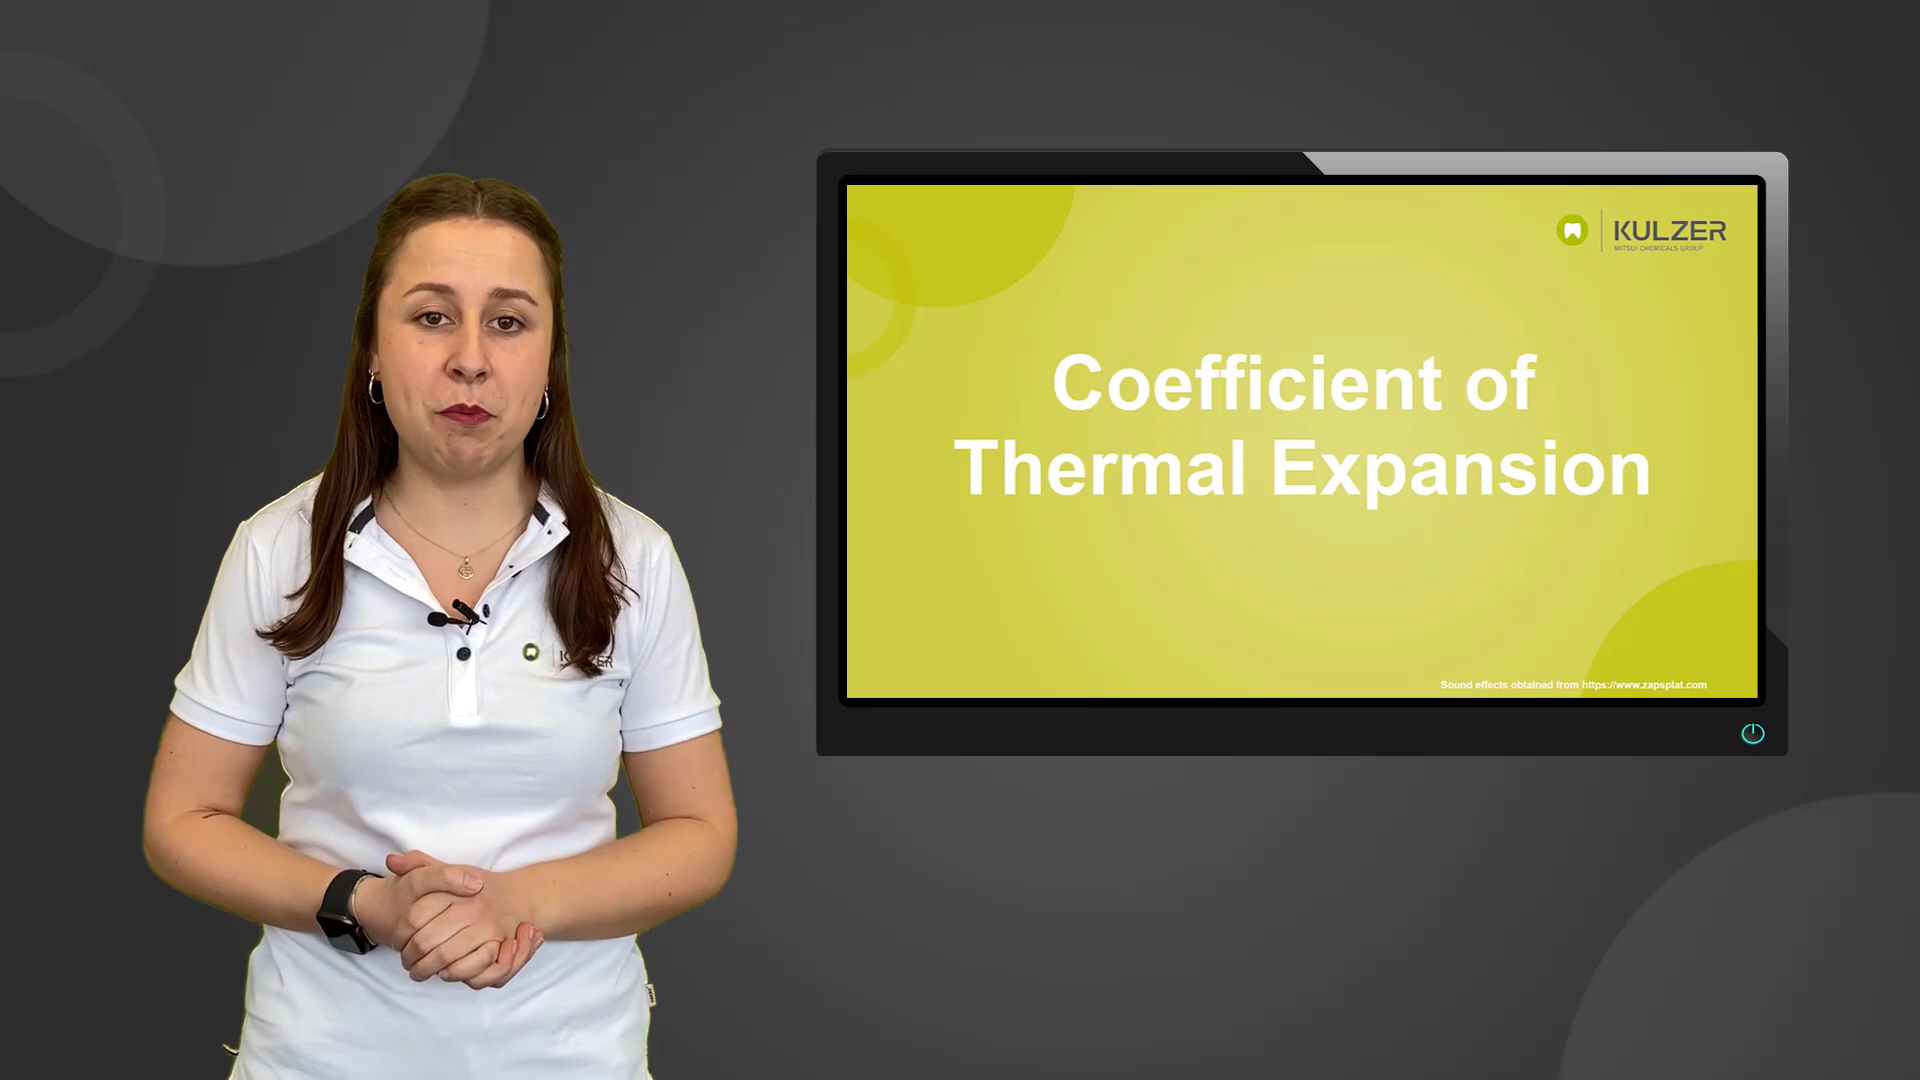 KULZER
MITSUI CHEMICALS GROUP
Coefficient of
Thermal Expansion
Sound effects obtained from https://www.zapsplat.com